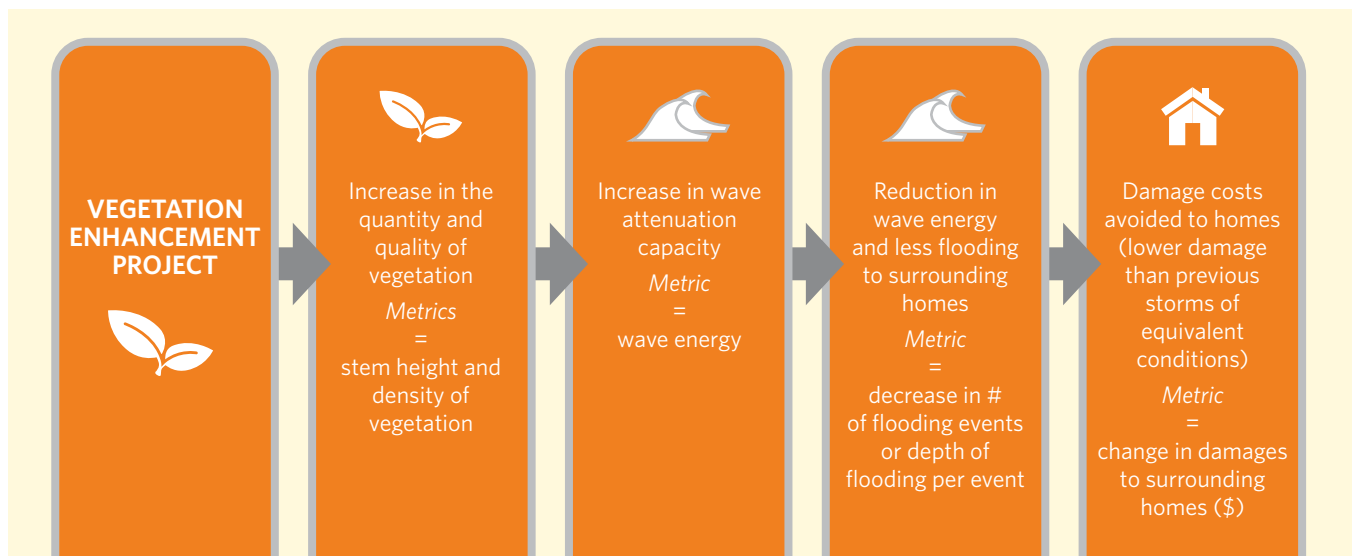 VEGETATION
ENHANCEMENT
PROJECT
Increase in the
quantity and
quality of
vegetation
Metrics
=
stem height and
density of
vegetation
Increase in wave
attenuation
capacity
Metric
=
wave energy
Reduction in
wave energy
and less flooding
to surrounding
homes
Metric
=
decrease in #
of flooding events
or depth of
flooding per event
Damage costs
avoided to homes
(lower damage
than previous
storms of
equivalent
conditions)
Metric
=
change in damages
to surrounding
homes ($)